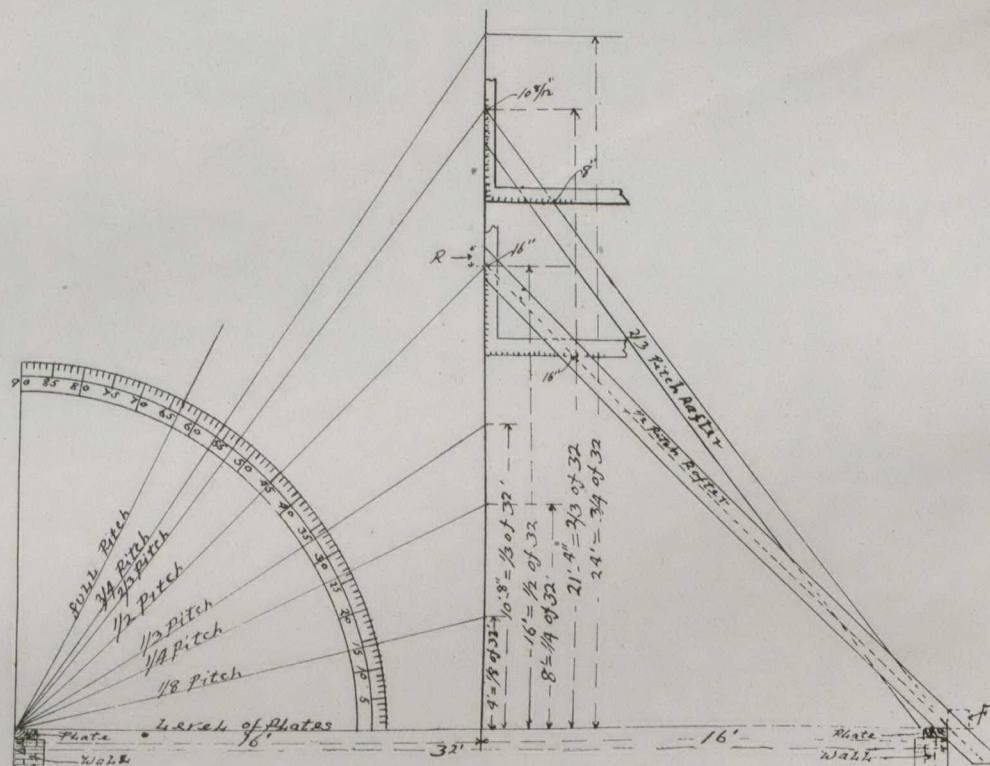 10 8/12"
8"
R
16"
16"
2/3 Pitch Rafter
1/2 Pitch Rafter
90 85 80 75 70 65 60 55 50 45 40 35 30 25 20 15 10 5
FULL Pitch
3/4 Pitch
2/3 Pitch
1/2 Pitch
1/3 Pitch
1/4 Pitch
1/8 Pitch
4' = 1/8 of 32'
10'-8" = 1/3 of 32'
16' = 1/2 of 32
8' = 1/4 of 32'
21'-4" = 2/3 of 32
24' = 3/4 of 32
Level of Plates
Plate
16'
16'
Plate
32'
WALL
WALL